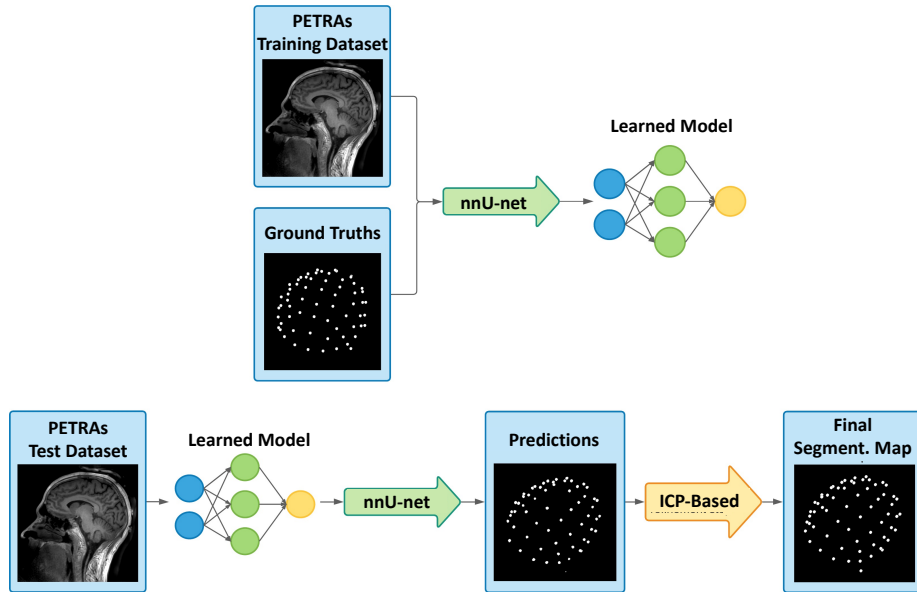 PETRAs
Training Dataset
Learned Model
nnU-net
Ground Truths
PETRAs
Test Dataset
Learned Model
nnU-net
Predictions
ICP-Based
Final
Segment. Map